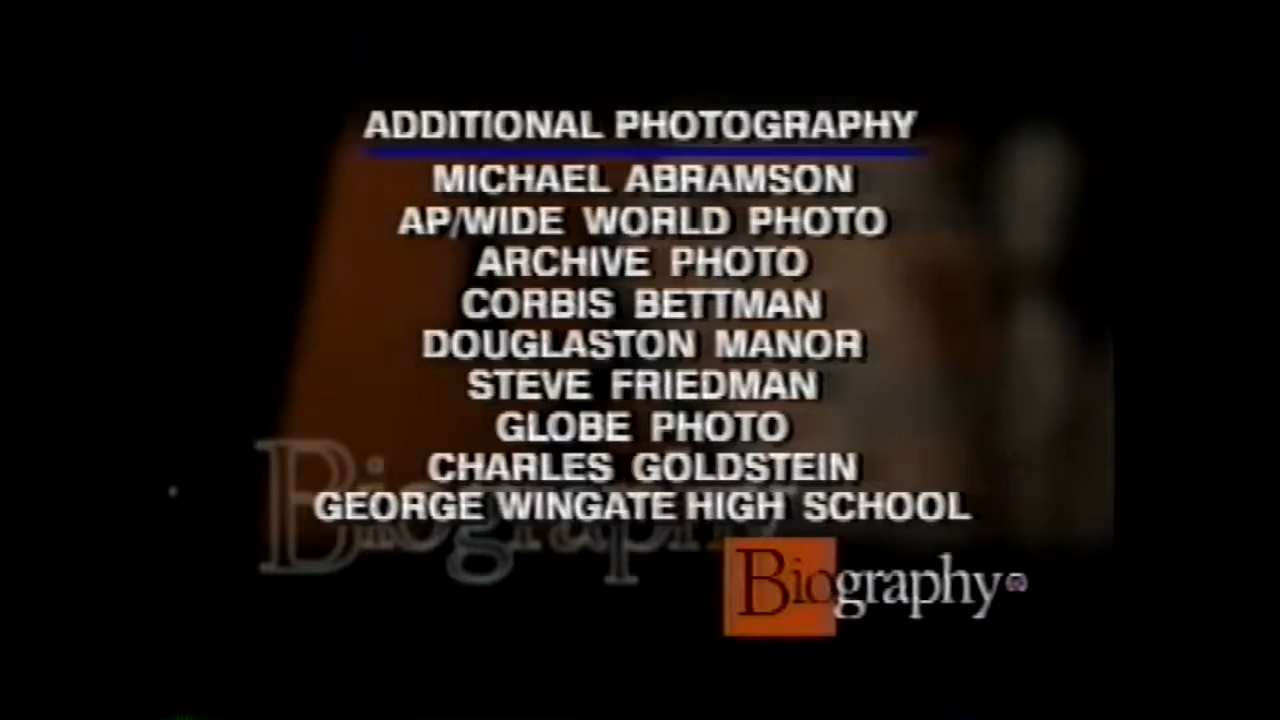 ADDITIONAL PHOTOGRAPHY
MICHAEL ABRAMSON
AP/WIDE WORLD PHOTO
ARCHIVE PHOTO
CORBIS BETTMAN
DOUGLASTON MANOR
STEVE FRIEDMAN
GLOBE PHOTO
CHARLES GOLDSTEIN
GEORGE WINGATE HIGH SCHOOL
Biography
Biography®